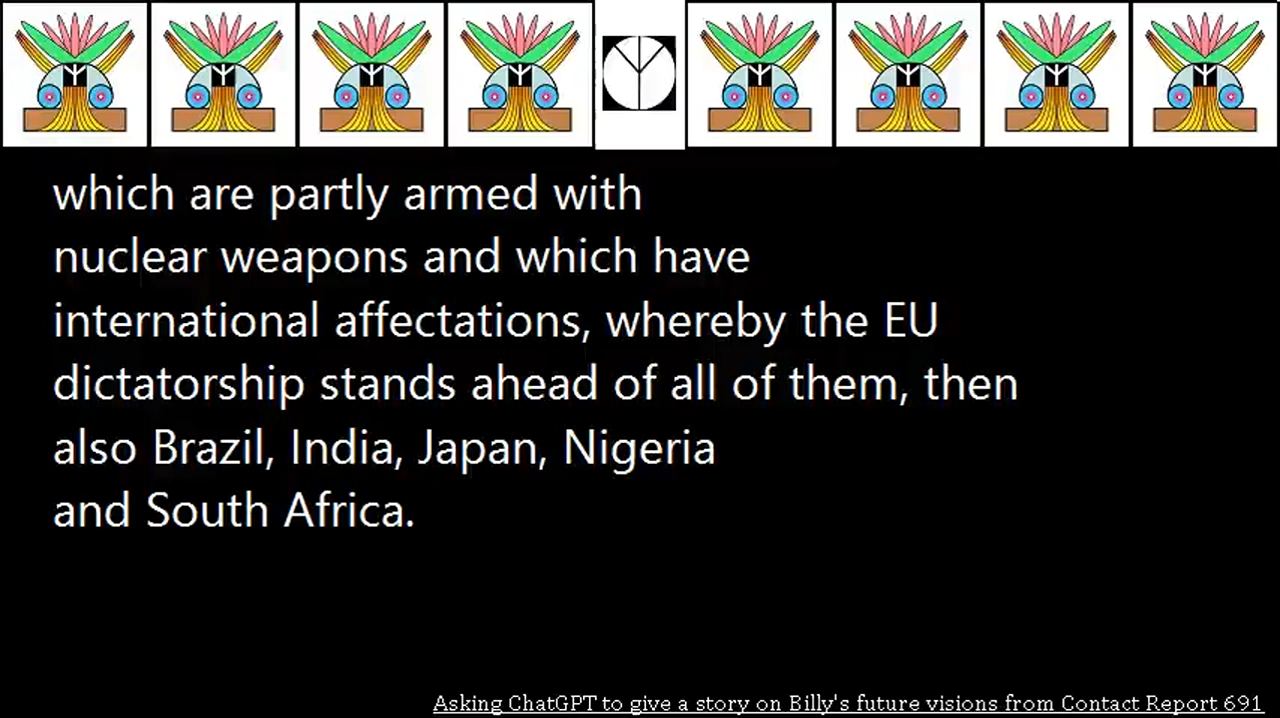 which are partly armed with
nuclear weapons and which have
international affectations, whereby the EU
dictatorship stands ahead of all of them, then
also Brazil, India, Japan, Nigeria
and South Africa.
Asking ChatGPT to give a story on Billy's future visions from Contact Report 691